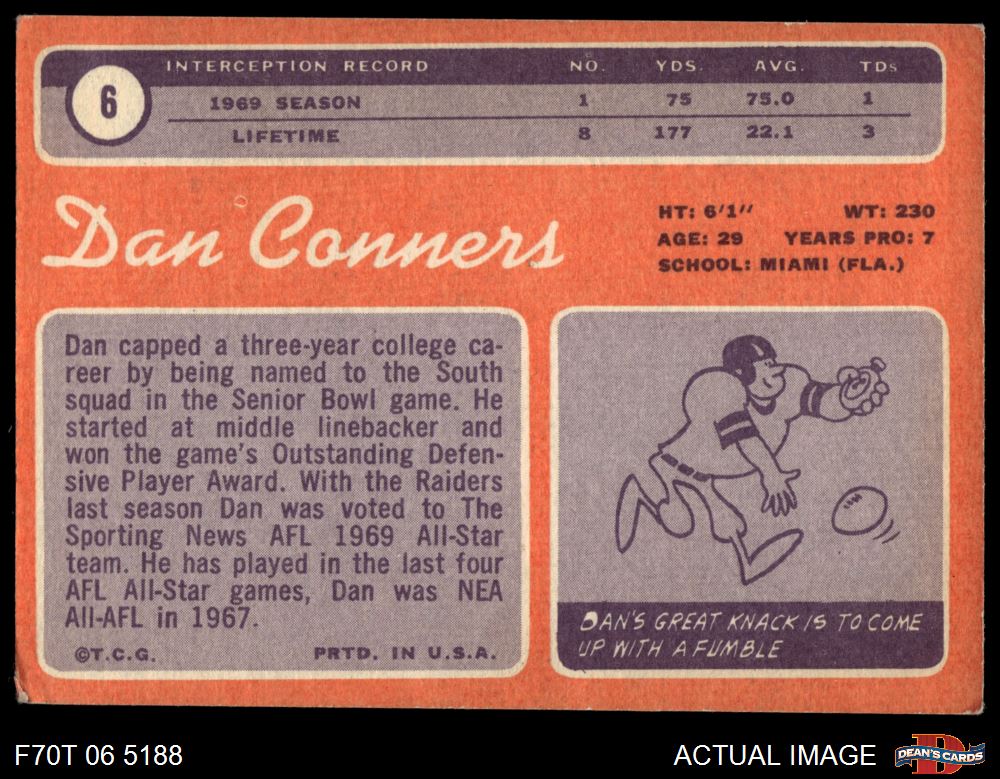 INTERCEPTION RECORD NO. YDS. AVG. TDs
6
1969 SEASON 1 75 75.0 1
LIFETIME 8 177 22.1 3
Dan Conners
HT: 6'1" WT: 230
AGE: 29 YEARS PRO: 7
SCHOOL: MIAMI (FLA.)
Dan capped a three-year college ca-
reer by being named to the South
squad in the Senior Bowl game. He
started at middle linebacker and
won the game's Outstanding Defen-
sive Player Award. With the Raiders
last season Dan was voted to The
Sporting News AFL 1969 All-Star
team. He has played in the last four
AFL All-Star games, Dan was NEA
All-AFL in 1967.
©T.C.G. PRTD. IN U.S.A.
DAN'S GREAT KNACK IS TO COME
UP WITH A FUMBLE
F70T 06 5188 ACTUAL IMAGE
D
DEAN'S CARDS